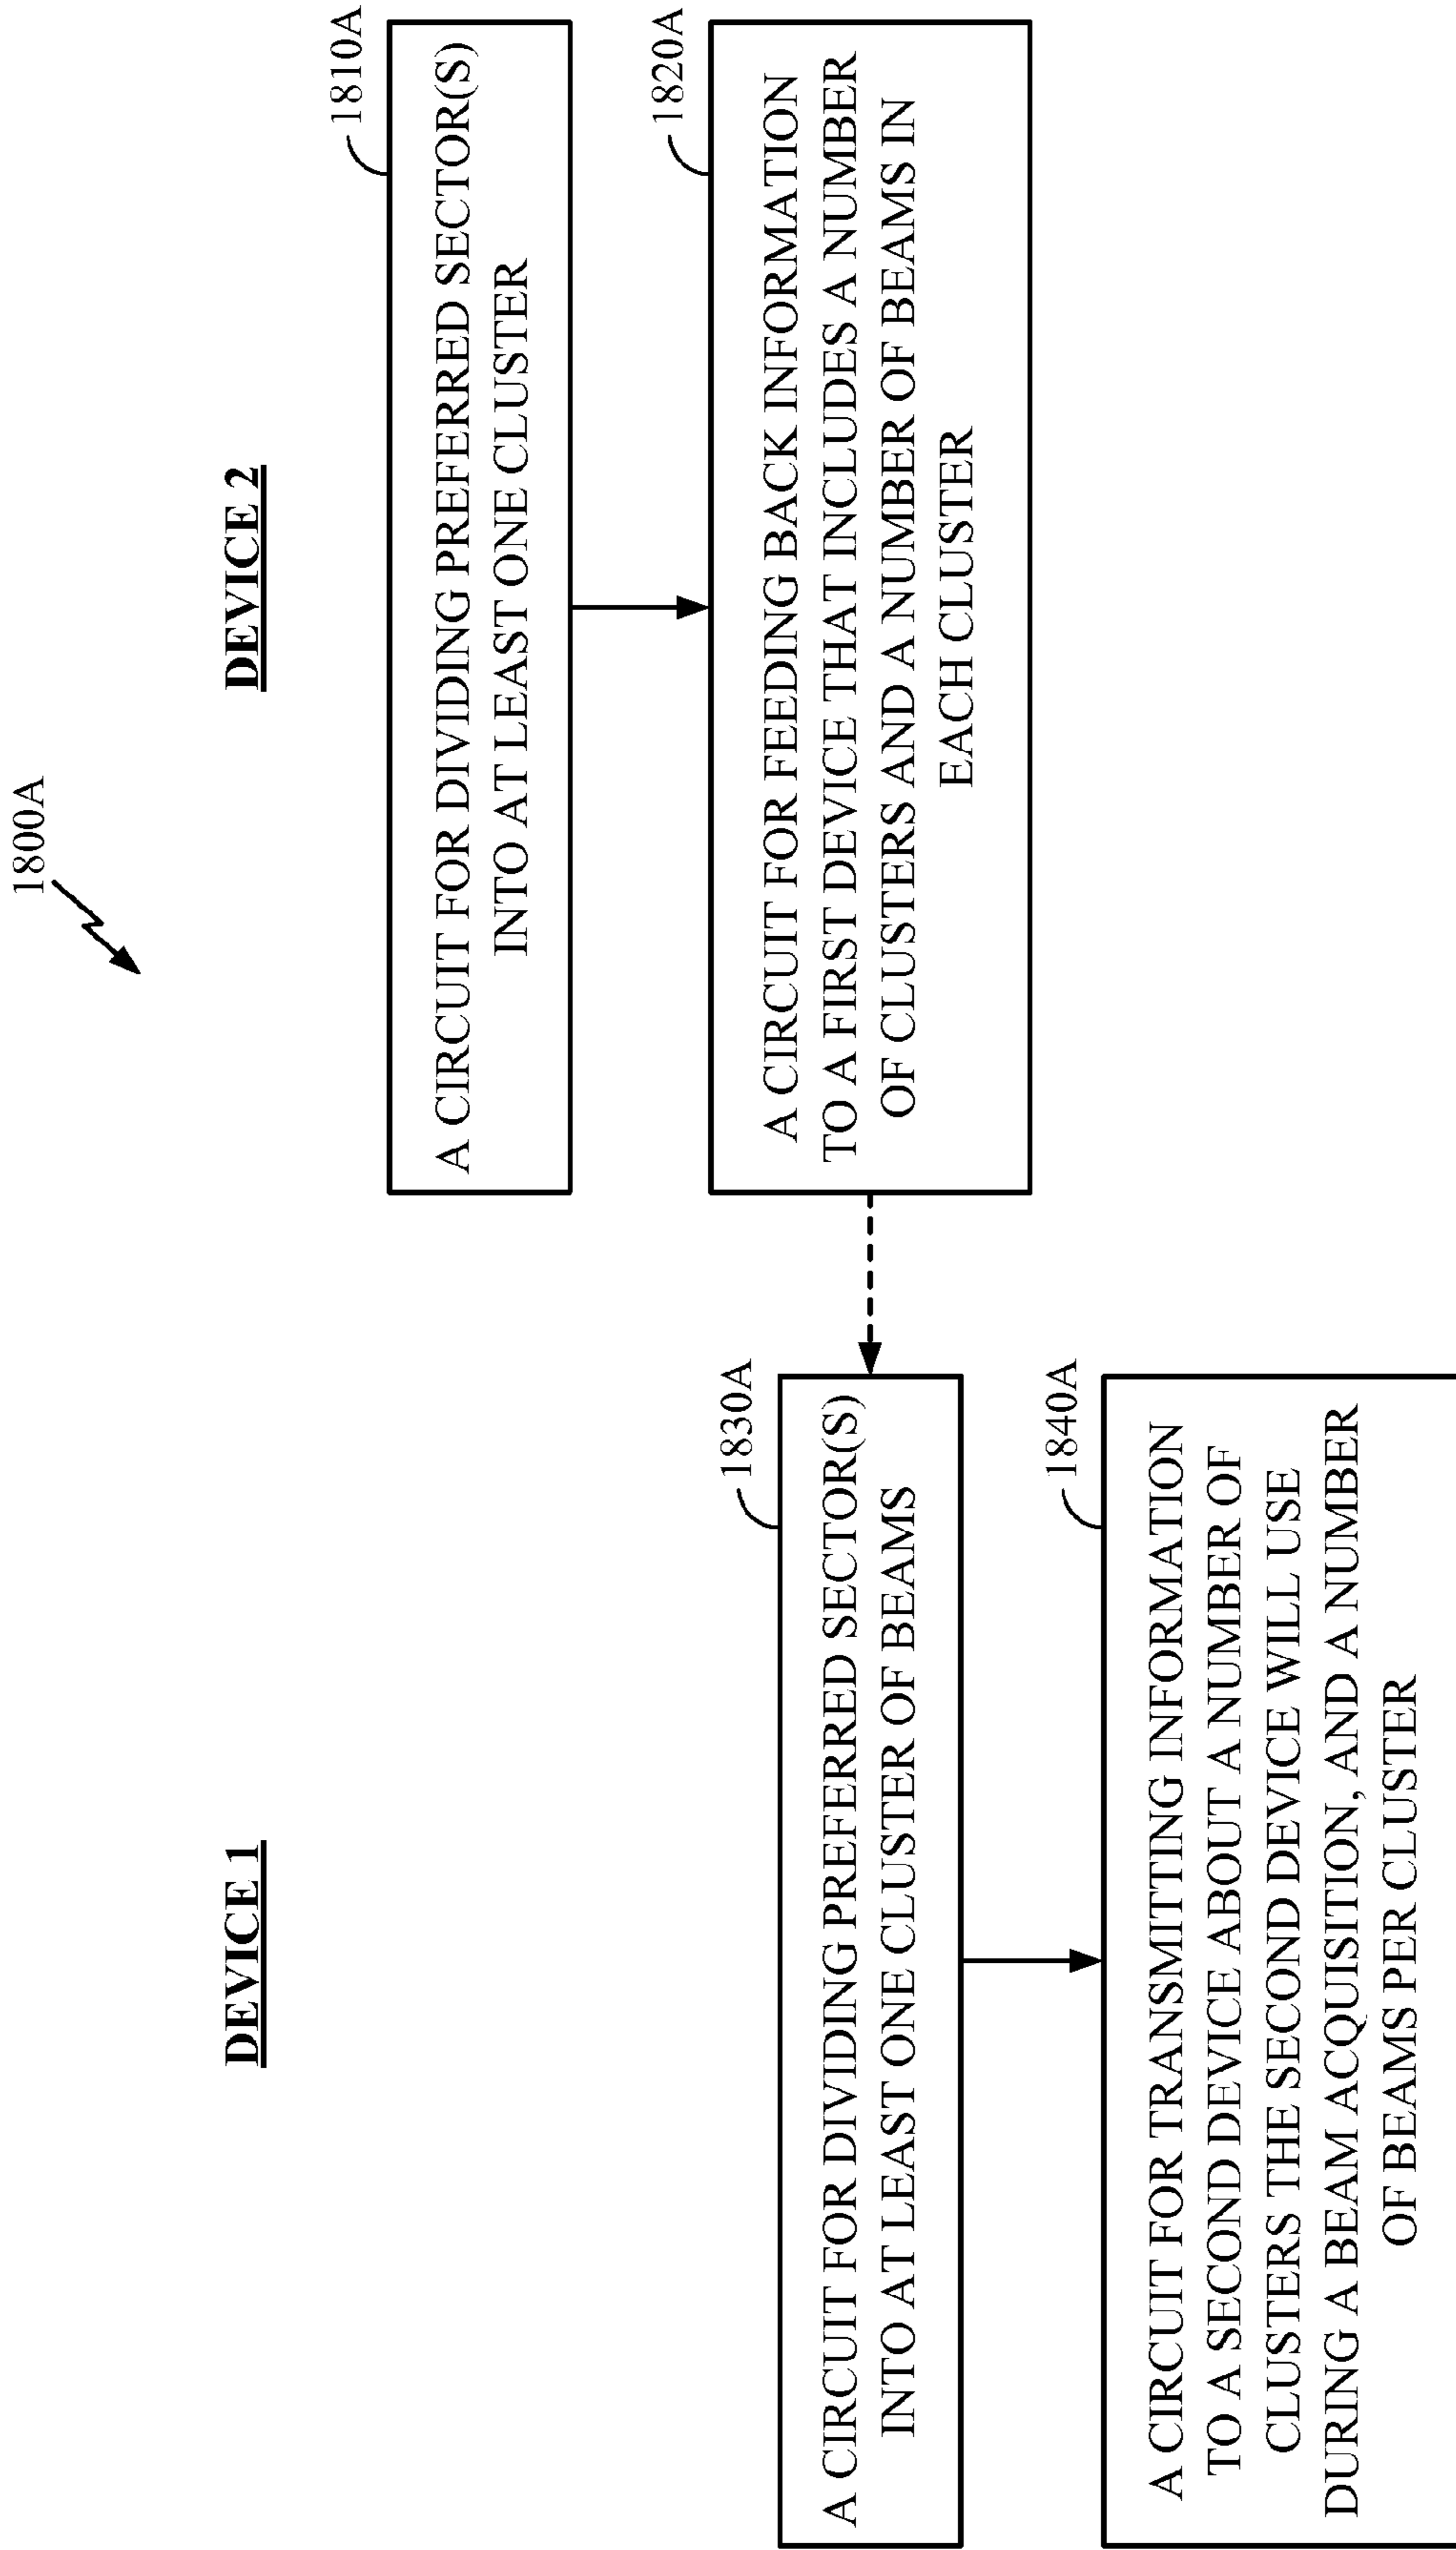 1800A
DEVICE 1
DEVICE 2
1810A
A CIRCUIT FOR DIVIDING PREFERRED SECTOR(S)
INTO AT LEAST ONE CLUSTER
1820A
A CIRCUIT FOR FEEDING BACK INFORMATION
TO A FIRST DEVICE THAT INCLUDES A NUMBER
OF CLUSTERS AND A NUMBER OF BEAMS IN
EACH CLUSTER
1830A
A CIRCUIT FOR DIVIDING PREFERRED SECTOR(S)
INTO AT LEAST ONE CLUSTER OF BEAMS
1840A
A CIRCUIT FOR TRANSMITTING INFORMATION
TO A SECOND DEVICE ABOUT A NUMBER OF
CLUSTERS THE SECOND DEVICE WILL USE
DURING A BEAM ACQUISITION, AND A NUMBER
OF BEAMS PER CLUSTER